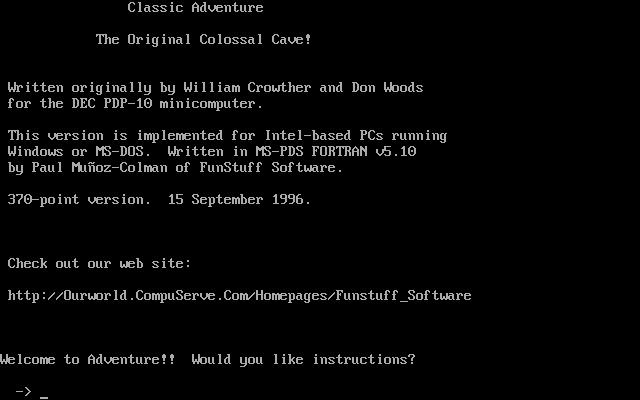 Classic Adventure
The Original Colossal Cave!
Written originally by William Crowther and Don Woods
for the DEC PDP-10 minicomputer.
This version is implemented for Intel-based PCs running
Windows or MS-DOS.  Written in MS-PDS FORTRAN v5.10
by Paul Muñoz-Colman of FunStuff Software.
370-point version.  15 September 1996.
Check out our web site:
http://Ourworld.CompuServe.Com/Homepages/Funstuff_Software
Welcome to Adventure!!  Would you like instructions?
-> _